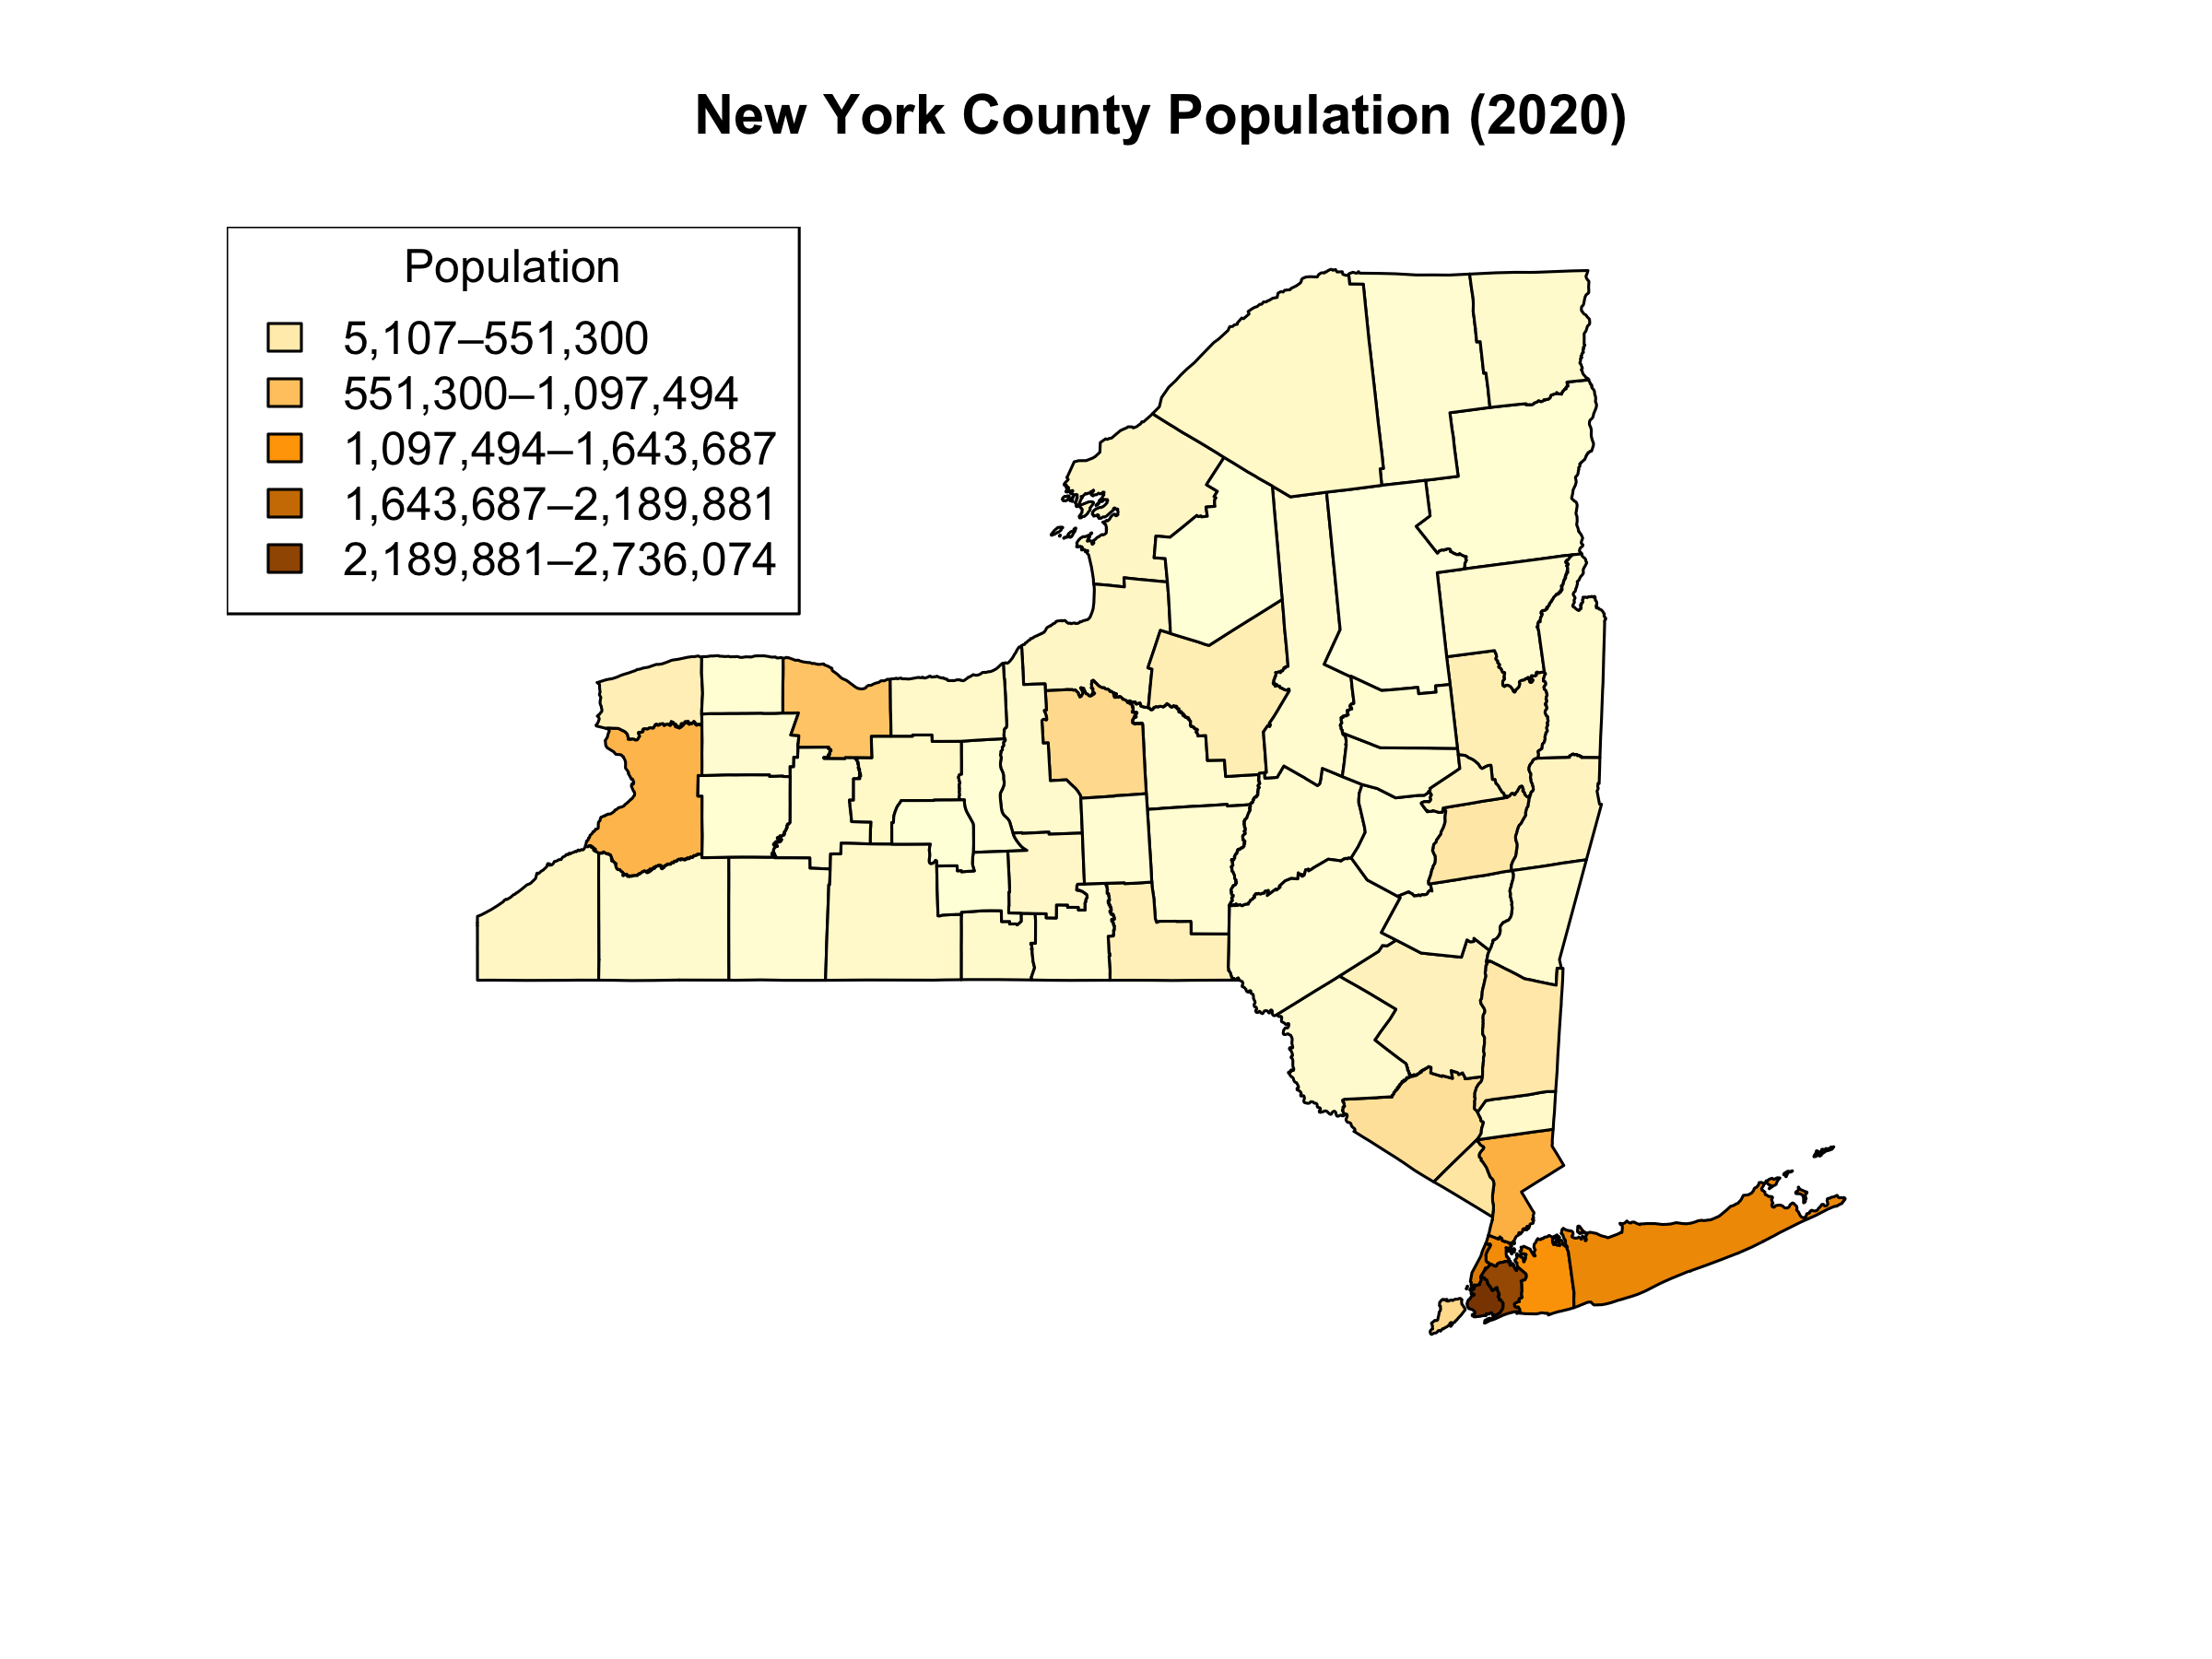 New York County Population (2020)
Population
5,107–551,300
551,300–1,097,494
1,097,494–1,643,687
1,643,687–2,189,881
2,189,881–2,736,074